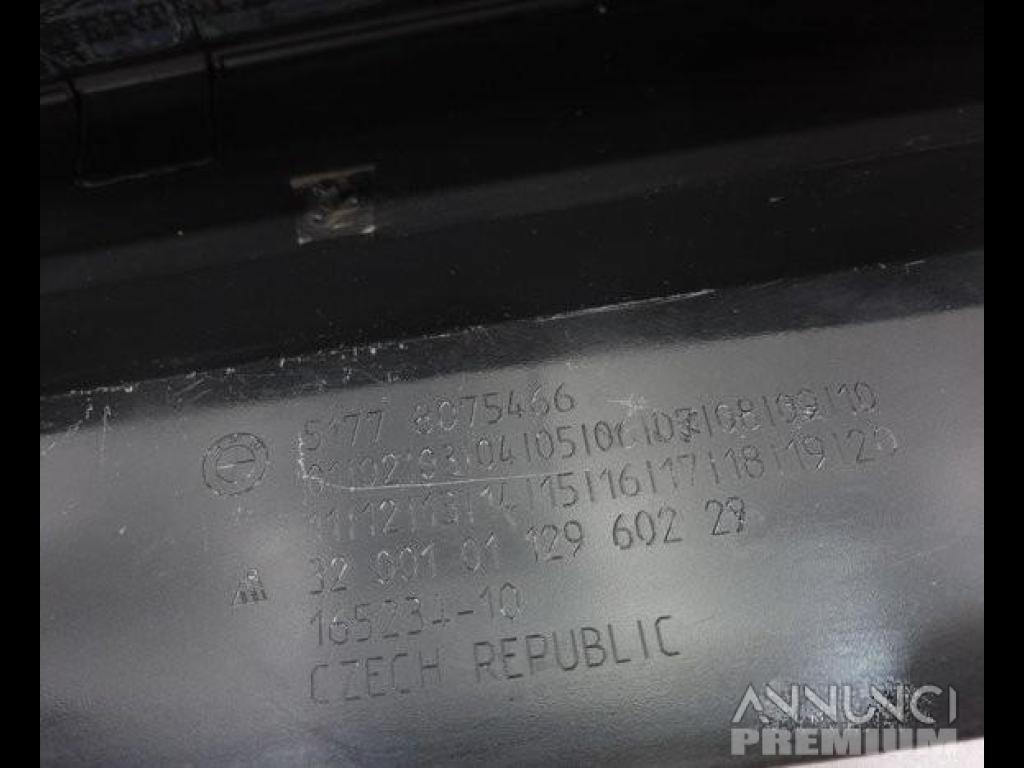 5177 8075466
01|02|03|04|05|06|07|08|09|10
11|12|13|14|15|16|17|18|19|20
32 001 01 129 602 27
165234-10
CZECH REPUBLIC
ANNUNCI
PREMIUM